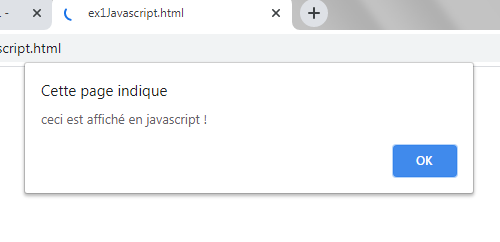 ex1Javascript.html
script.html
Cette page indique
ceci est affiché en javascript !
OK